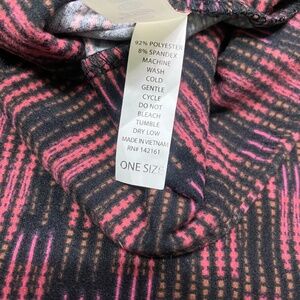 92% POLYESTER
8% SPANDEX
MACHINE
WASH
COLD
GENTLE
CYCLE
DO NOT
BLEACH
TUMBLE
DRY LOW
MADE IN VIETNAM
RN# 142161
ONE SIZE